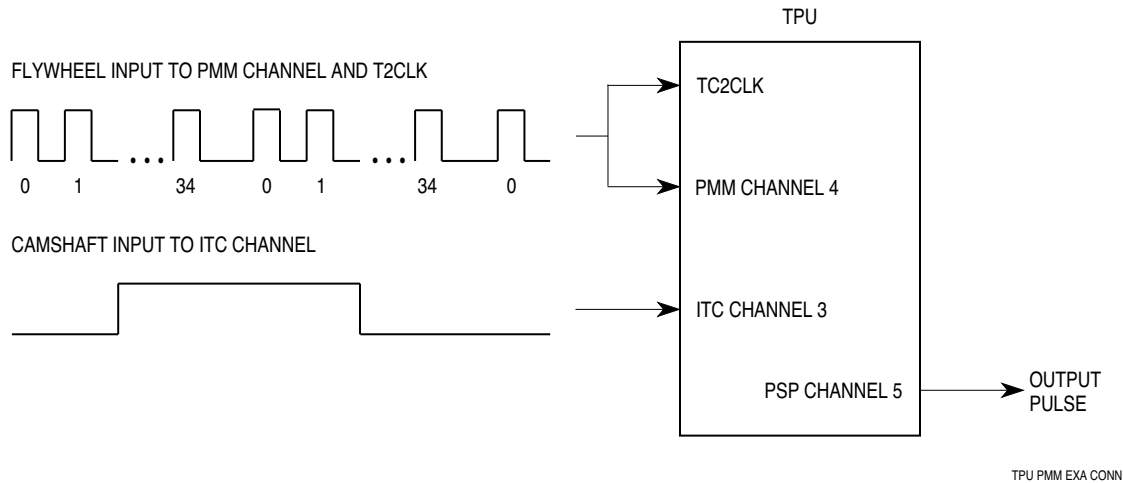 TPU
FLYWHEEL INPUT TO PMM CHANNEL AND T2CLK
TC2CLK
0 1 ... 34 0 1 ... 34 0
PMM CHANNEL 4
CAMSHAFT INPUT TO ITC CHANNEL
ITC CHANNEL 3
PSP CHANNEL 5
OUTPUT
PULSE
TPU PMM EXA CONN